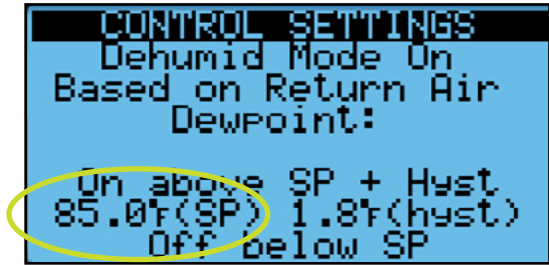 CONTROL SETTINGS
Dehumid Mode On
Based on Return Air
Dewpoint:
On above SP + Hyst
85.0°F(SP) 1.8°F(hyst)
Off below SP